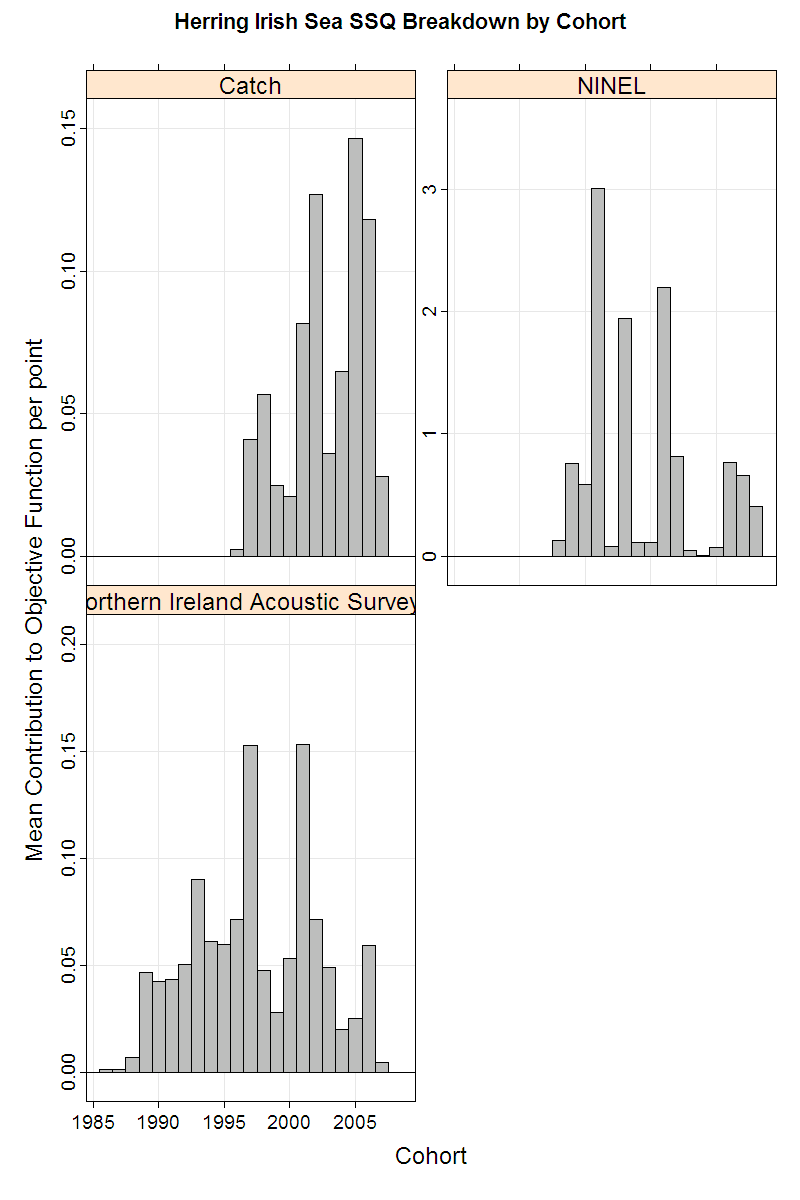 Herring Irish Sea SSQ Breakdown by Cohort
Catch
NINEL
0.15
0.10
0.05
0.00
3
2
1
0
orthern Ireland Acoustic Survey
0.20
0.15
0.10
0.05
0.00
1985 1990 1995 2000 2005
Mean Contribution to Objective Function per point
Cohort